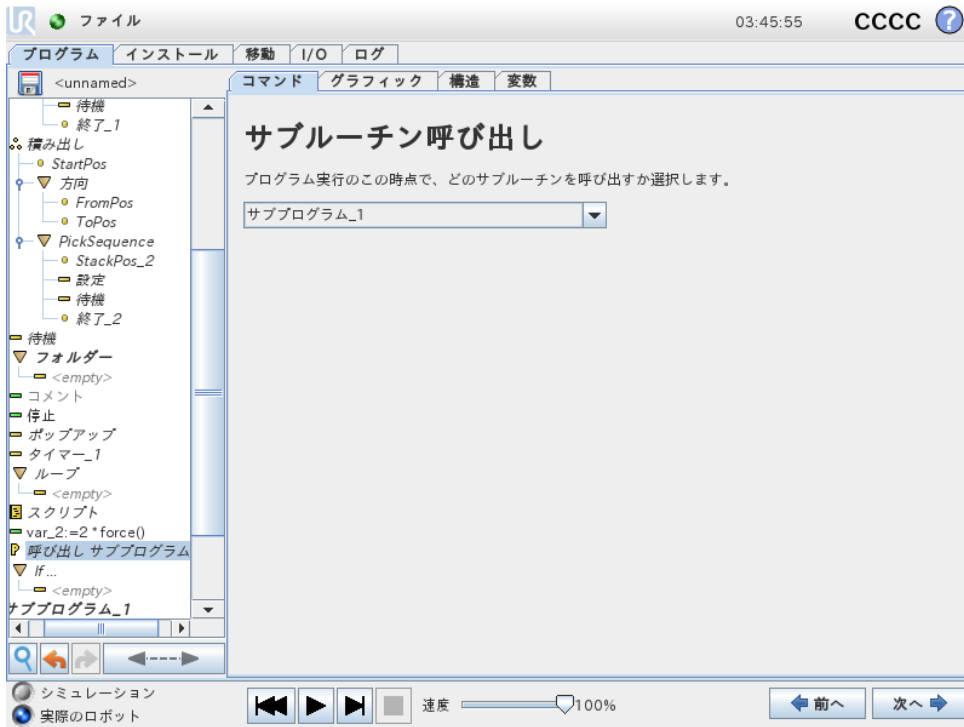 UR ファイル 03:45:55 CCCC ?
プログラム インストール 移動 I/O ログ
<unnamed>
コマンド グラフィック 構造 変数
待機
終了_1
積み出し
StartPos
方向
FromPos
ToPos
PickSequence
StackPos_2
設定
待機
終了_2
待機
フォルダー
<empty>
コメント
停止
ポップアップ
タイマー_1
ループ
<empty>
スクリプト
var_2:=2 * force()
呼び出し サブプログラム
If ...
<empty>
サブプログラム_1
サブルーチン呼び出し
プログラム実行のこの時点で、どのサブルーチンを呼び出すか選択します。
サブプログラム_1
シミュレーション
実際のロボット
速度 100%
前へ 次へ